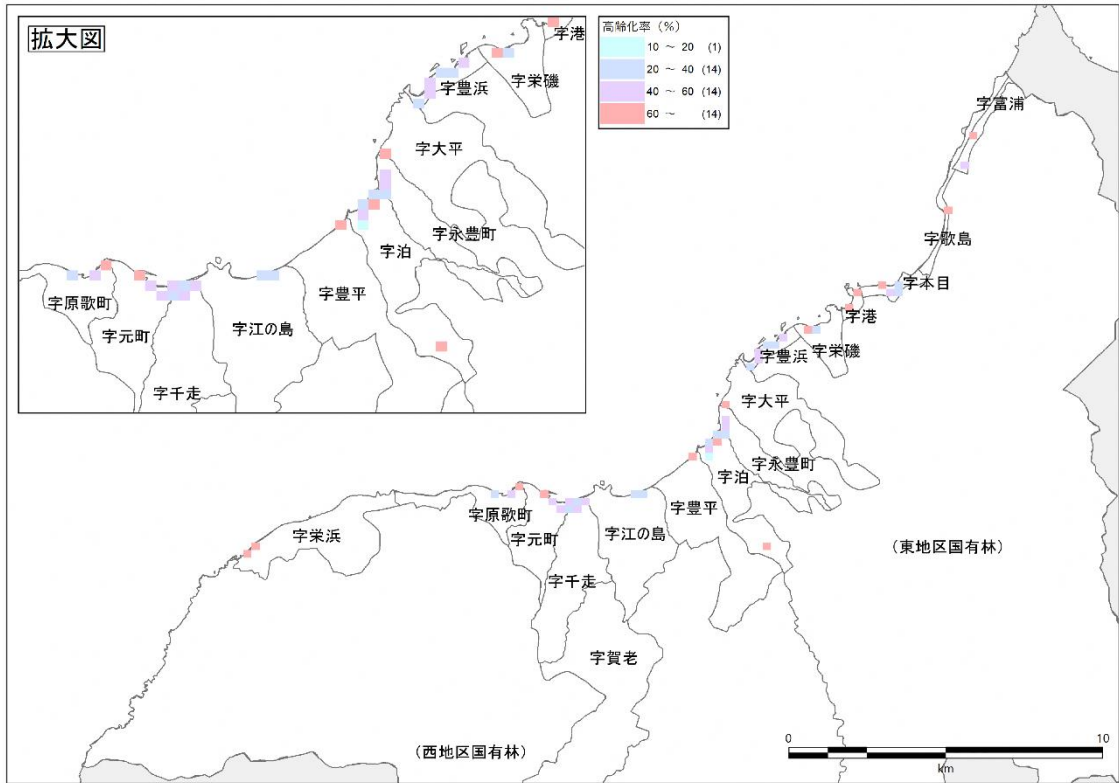 拡大図
字港
字栄磯
字豊浜
字大平
字永豊町
字泊
字豊平
字江の島
字原歌町
字元町
字千走
高齢化率（%）
10 ～ 20 (1)
20 ～ 40 (14)
40 ～ 60 (14)
60 ～ (14)
字富浦
字歌島
字本目
字港
字栄磯
字豊浜
字大平
字永豊町
字泊
字豊平
字江の島
字原歌町
字元町
字千走
字栄浜
字賀老
（東地区国有林）
（西地区国有林）
0
10
km